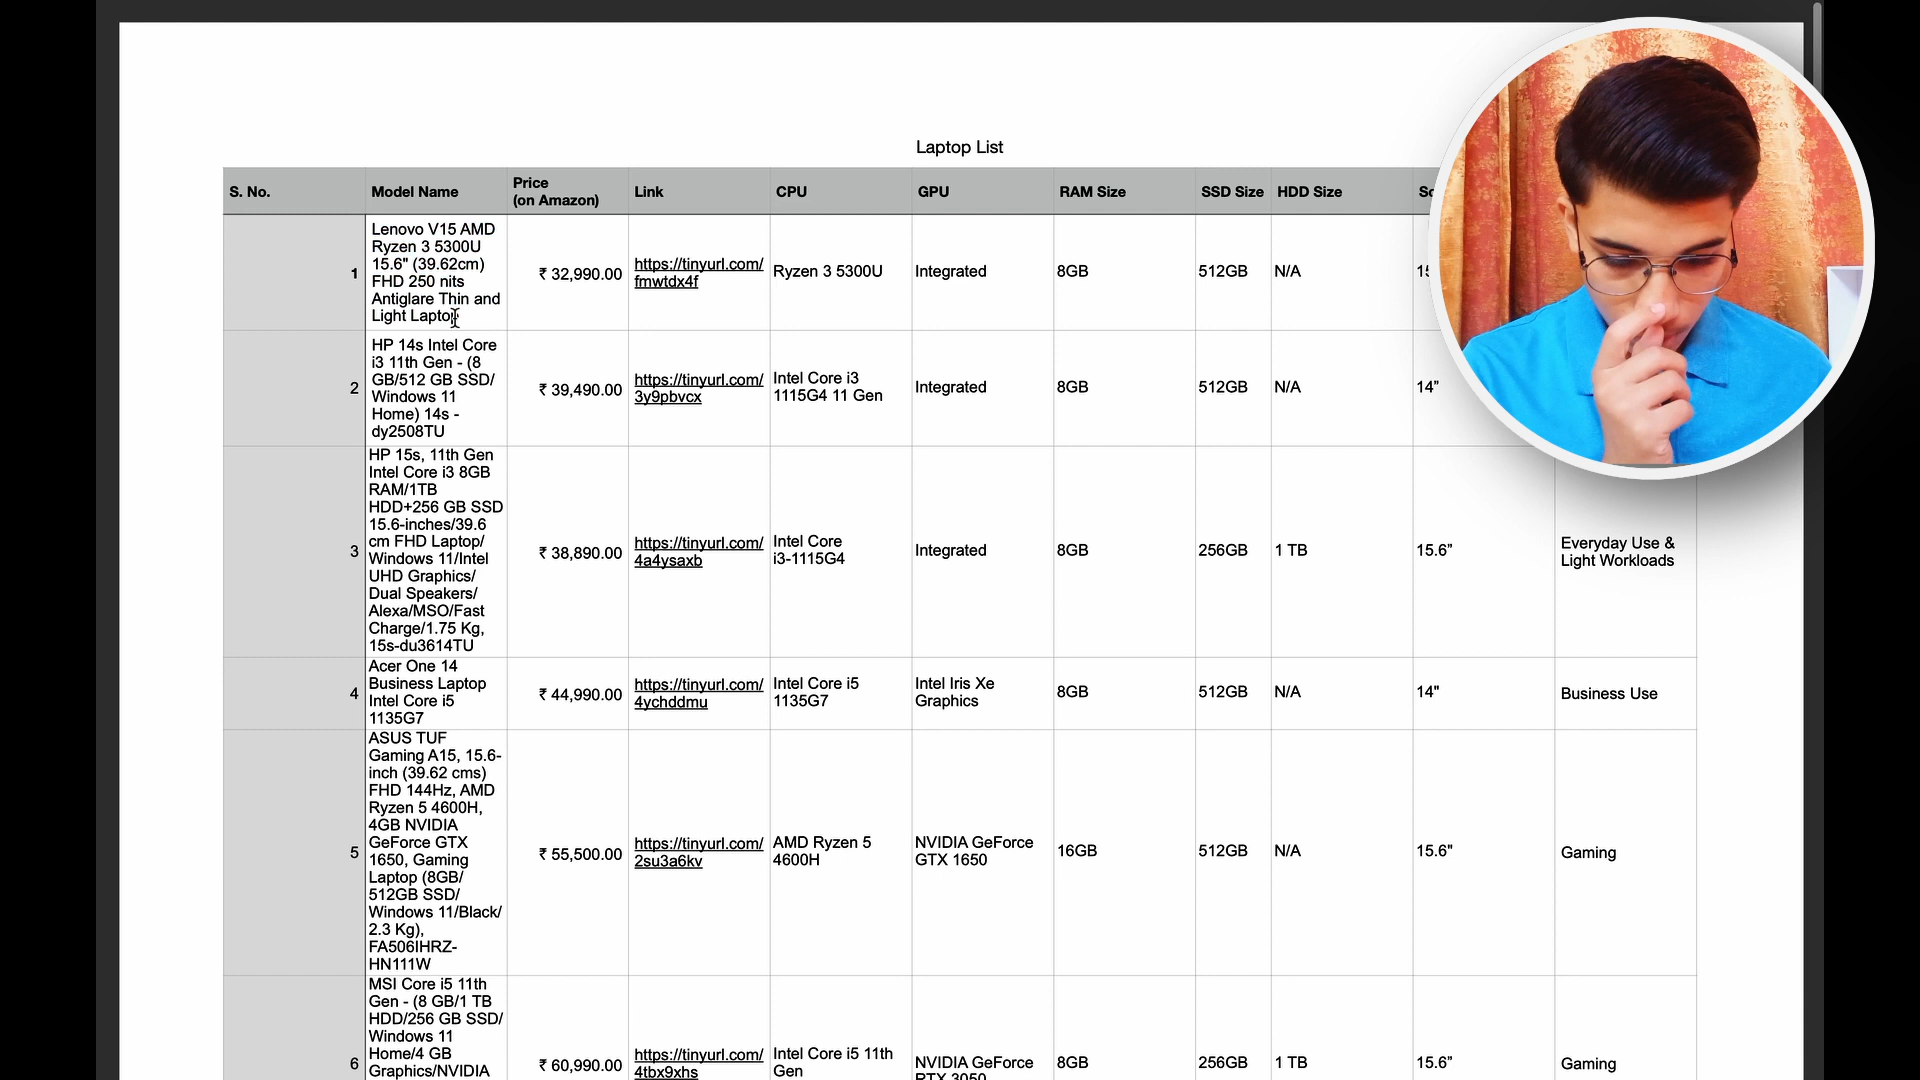 Laptop List
S. No.
Model Name
Price
(on Amazon)
Link
CPU
GPU
RAM Size
SSD Size
HDD Size
1
Lenovo V15 AMD
Ryzen 3 5300U
15.6" (39.62cm)
FHD 250 nits
Antiglare Thin and
Light Laptop
₹ 32,990.00
https://tinyurl.com/
fmwtdx4f
Ryzen 3 5300U
Integrated
8GB
512GB
N/A
2
HP 14s Intel Core
i3 11th Gen - (8
GB/512 GB SSD/
Windows 11
Home) 14s -
dy2508TU
₹ 39,490.00
https://tinyurl.com/
3y9pbvcx
Intel Core i3
1115G4 11 Gen
Integrated
8GB
512GB
N/A
14”
3
HP 15s, 11th Gen
Intel Core i3 8GB
RAM/1TB
HDD+256 GB SSD
15.6-inches/39.6
cm FHD Laptop/
Windows 11/Intel
UHD Graphics/
Dual Speakers/
Alexa/MSO/Fast
Charge/1.75 Kg,
15s-du3614TU
₹ 38,890.00
https://tinyurl.com/
4a4ysaxb
Intel Core
i3-1115G4
Integrated
8GB
256GB
1 TB
15.6”
Everyday Use &
Light Workloads
4
Acer One 14
Business Laptop
Intel Core i5
1135G7
₹ 44,990.00
https://tinyurl.com/
4ychddmu
Intel Core i5
1135G7
Intel Iris Xe
Graphics
8GB
512GB
N/A
14"
Business Use
5
ASUS TUF
Gaming A15, 15.6-
inch (39.62 cms)
FHD 144Hz, AMD
Ryzen 5 4600H,
4GB NVIDIA
GeForce GTX
1650, Gaming
Laptop (8GB/
512GB SSD/
Windows 11/Black/
2.3 Kg),
FA506IHRZ-
HN111W
₹ 55,500.00
https://tinyurl.com/
2su3a6kv
AMD Ryzen 5
4600H
NVIDIA GeForce
GTX 1650
16GB
512GB
N/A
15.6"
Gaming
6
MSI Core i5 11th
Gen - (8 GB/1 TB
HDD/256 GB SSD/
Windows 11
Home/4 GB
Graphics/NVIDIA
₹ 60,990.00
https://tinyurl.com/
4tbx9xhs
Intel Core i5 11th
Gen
NVIDIA GeForce
RTX 3050
8GB
256GB
1 TB
15.6"
Gaming